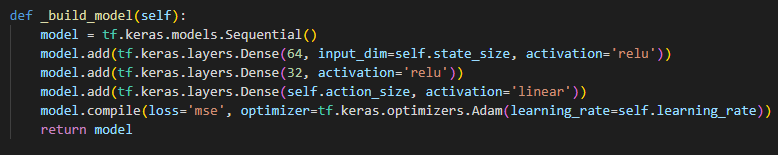 def _build_model(self):
    model = tf.keras.models.Sequential()
    model.add(tf.keras.layers.Dense(64, input_dim=self.state_size, activation='relu'))
    model.add(tf.keras.layers.Dense(32, activation='relu'))
    model.add(tf.keras.layers.Dense(self.action_size, activation='linear'))
    model.compile(loss='mse', optimizer=tf.keras.optimizers.Adam(learning_rate=self.learning_rate))
    return model